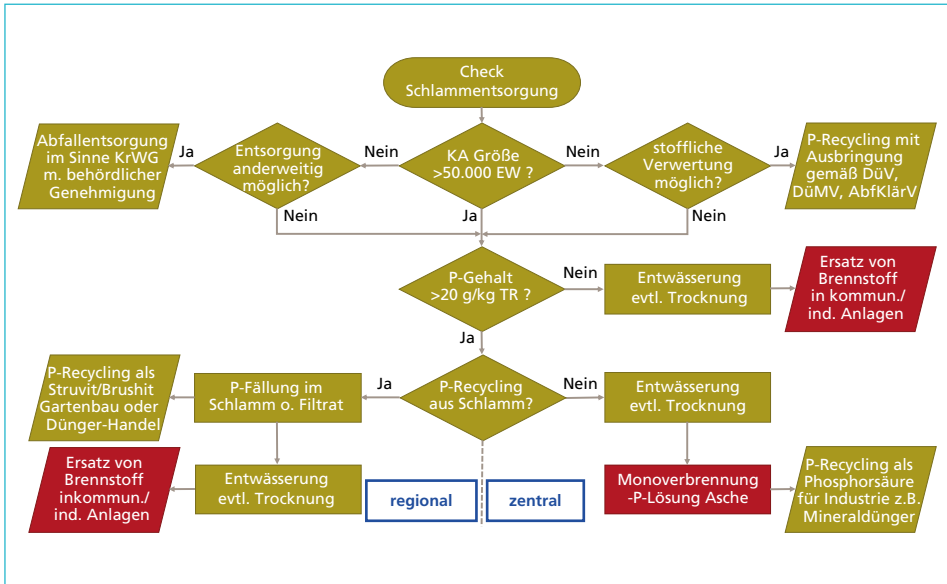 Check
Schlammentsorgung
Abfallentsorgung
im Sinne KrWG
m. behördlicher
Genehmigung
Ja
Entsorgung
anderweitig
möglich?
Nein
KA Größe
>50.000 EW ?
Nein
stoffliche
Verwertung
möglich?
Ja
P-Recycling mit
Ausbringung
gemäß DüV,
DüMV, AbfKlärV
Nein
Ja
Nein
P-Gehalt
>20 g/kg TR ?
Nein
Entwässerung
evtl. Trocknung
Ersatz von
Brennstoff
in kommun./
ind. Anlagen
Ja
P-Recycling als
Struvit/Brushit
Gartenbau oder
Dünger-Handel
P-Fällung im
Schlamm o. Filtrat
Ja
P-Recycling
aus Schlamm?
Nein
Entwässerung
evtl. Trocknung
Ersatz von
Brennstoff
inkommun./
ind. Anlagen
Entwässerung
evtl. Trocknung
regional
zentral
Monoverbrennung
-P-Lösung Asche
P-Recycling als
Phosphorsäure
für Industrie z.B.
Mineraldünger